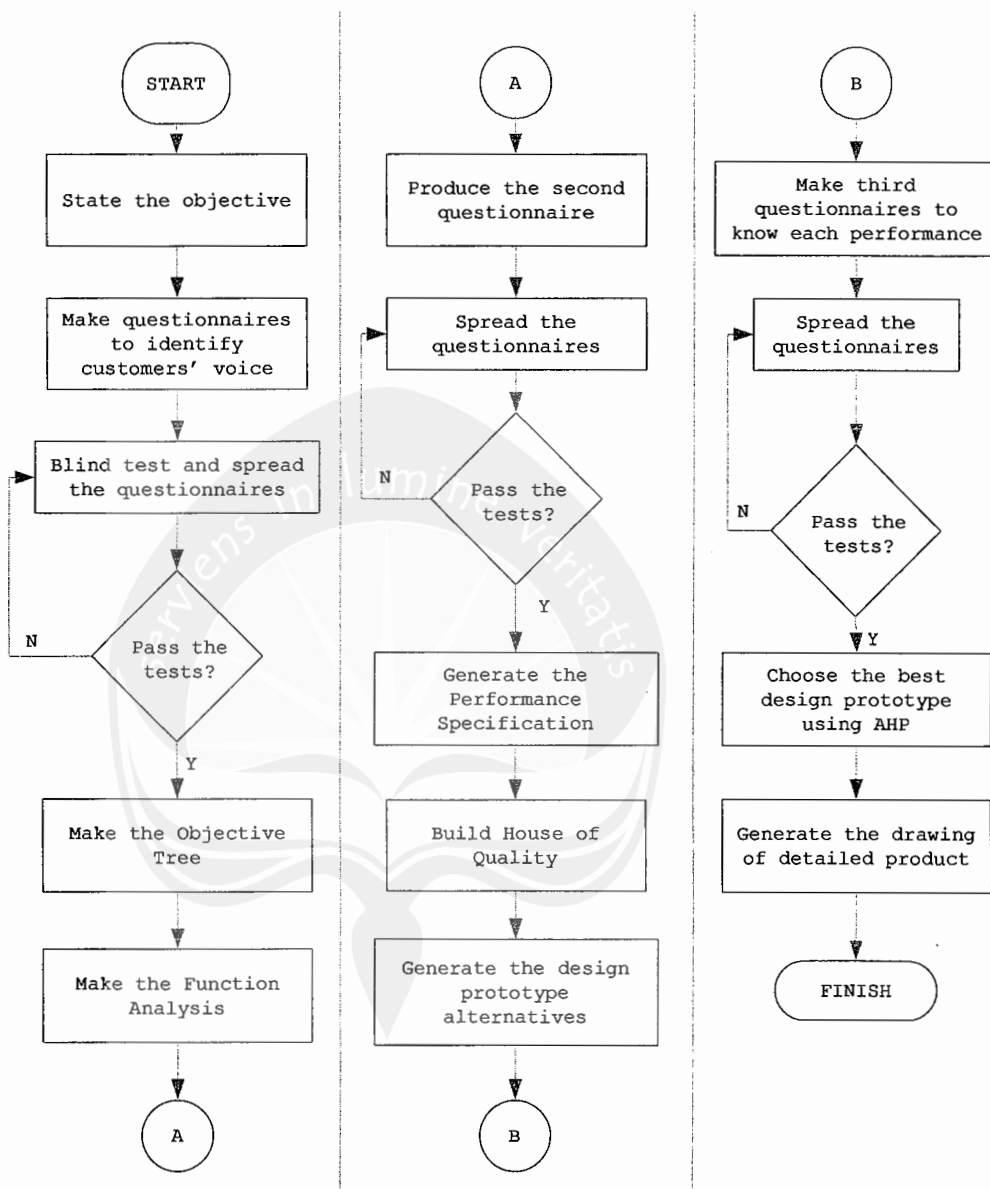 START
State the objective
Make questionnaires
to identify
customers' voice
Blind test and spread
the questionnaires
N
Pass the
tests?
Y
Make the Objective
Tree
Make the Function
Analysis
A
A
Produce the second
questionnaire
Spread the
questionnaires
N
Pass the
tests?
Y
Generate the
Performance
Specification
Build House of
Quality
Generate the design
prototype
alternatives
B
B
Make third
questionnaires to
know each performance
Spread the
questionnaires
N
Pass the
tests?
Y
Choose the best
design prototype
using AHP
Generate the drawing
of detailed product
FINISH
serviens in lumine veritatis